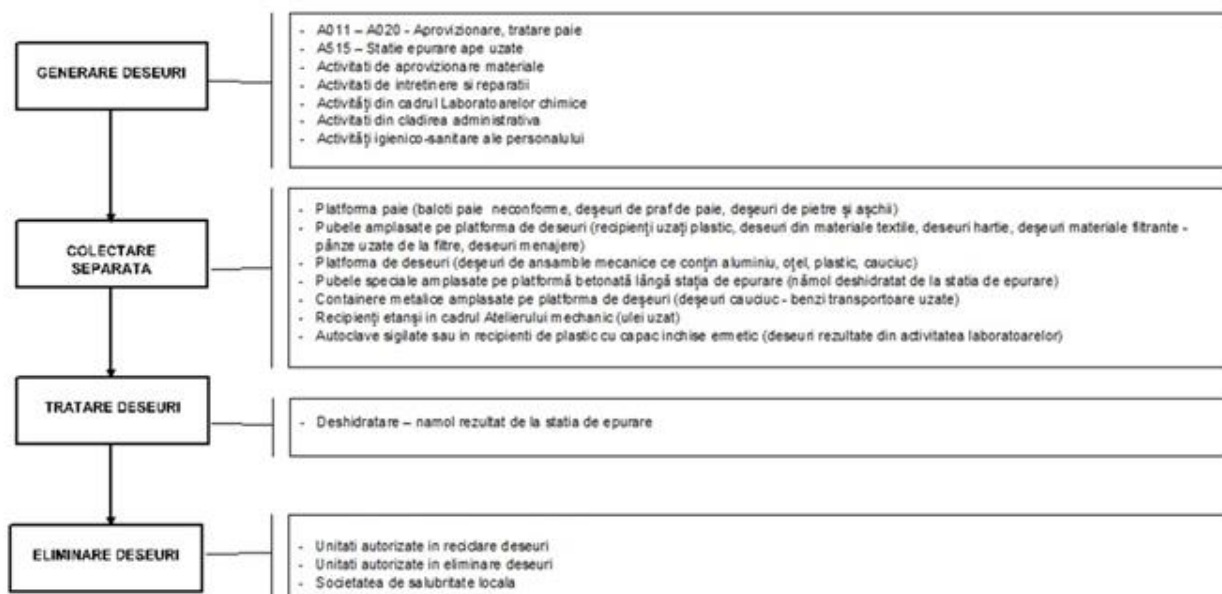 GENERARE DESEURI
- A011 – A020 - Aprovizionare, tratare paie
- A515 – Statie epurare ape uzate
- Activitati de aprovizionare materiale
- Activitati de intretinere si reparatii
- Activităţi din cadrul Laboratoarelor chimice
- Activitati din cladirea administrativa
- Activităţi igienico-sanitare ale personalului
COLECTARE
SEPARATA
- Platforma paie (baloti paie neconforme, deşeuri de praf de paie, deşeuri de pietre şi aşchii)
- Pubele amplasate pe platforma de deseuri (recipienţi uzaţi plastic, deseuri din materiale textile, deseuri hartie, deşeuri materiale filtrante -
pânze uzate de la filtre, deseuri menajere)
- Platforma de deseuri (deşeuri de ansamble mecanice ce conţin aluminiu, oţel, plastic, cauciuc)
- Pubele speciale amplasate pe platformă betonată lângă staţia de epurare (nămol deshidratat de la statia de epurare)
- Containere metalice amplasate pe platforma de deşeuri (deşeuri cauciuc - benzi transportoare uzate)
- Recipienţi etanşi in cadrul Atelierului mechanic (ulei uzat)
- Autoclave sigilate sau in recipienti de plastic cu capac inchise ermetic (deseuri rezultate din activitatea laboratoarelor)
TRATARE DESEURI
- Deshidratare – namol rezultat de la statia de epurare
ELIMINARE DESEURI
- Unitati autorizate in reciclare deseuri
- Unitati autorizate in eliminare deseuri
- Societatea de salubritate locala